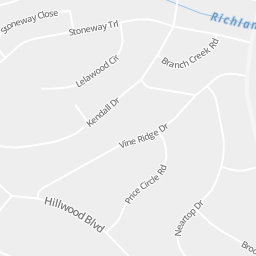 Stoneway Close
Richlan
Stoneway Trl
Branch Creek Rd
Lelawood Cir
Kendall Dr
Vine Ridge Dr
Price Circle Rd
Hillwood Blvd
Neartop Dr
Broo